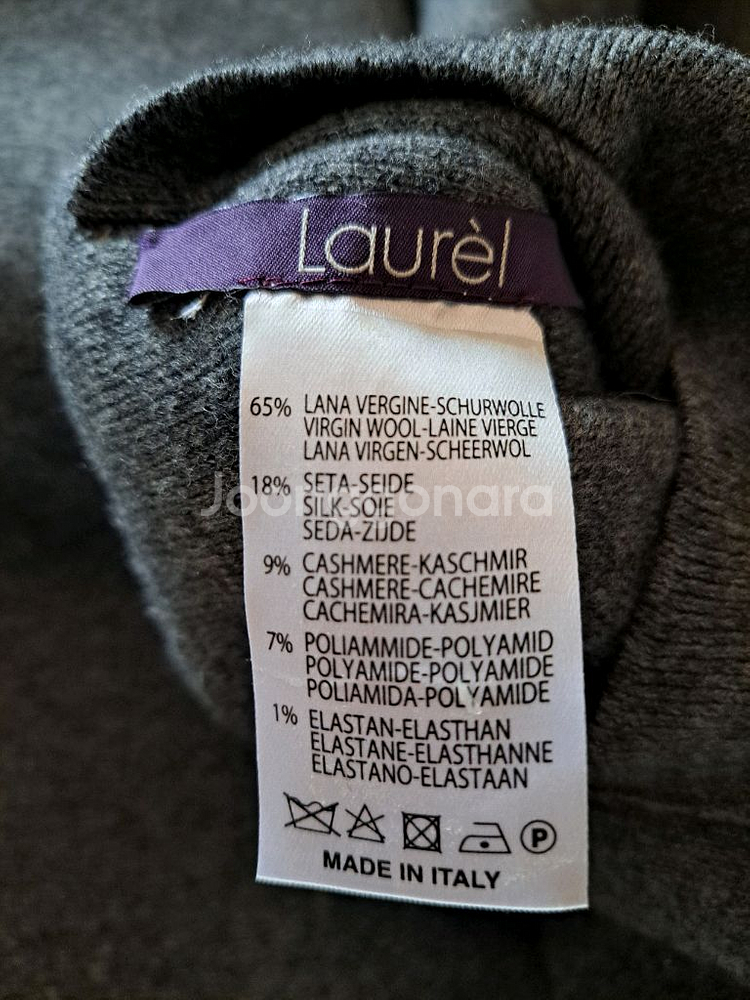 Laurèl
65% LANA VERGINE-SCHURWOLLE
VIRGIN WOOL-LAINE VIERGE
LANA VIRGEN-SCHEERWOL
18% SETA-SEIDE
SILK-SOIE
SEDA-ZIJDE
Joongonara
9% CASHMERE-KASCHMIR
CASHMERE-CACHEMIRE
CACHEMIRA-KASJMIER
7% POLIAMMIDE-POLYAMID
POLYAMIDE-POLYAMIDE
POLIAMIDA-POLYAMIDE
1% ELASTAN-ELASTHAN
ELASTANE-ELASTHANNE
ELASTANO-ELASTAAN
P
MADE IN ITALY